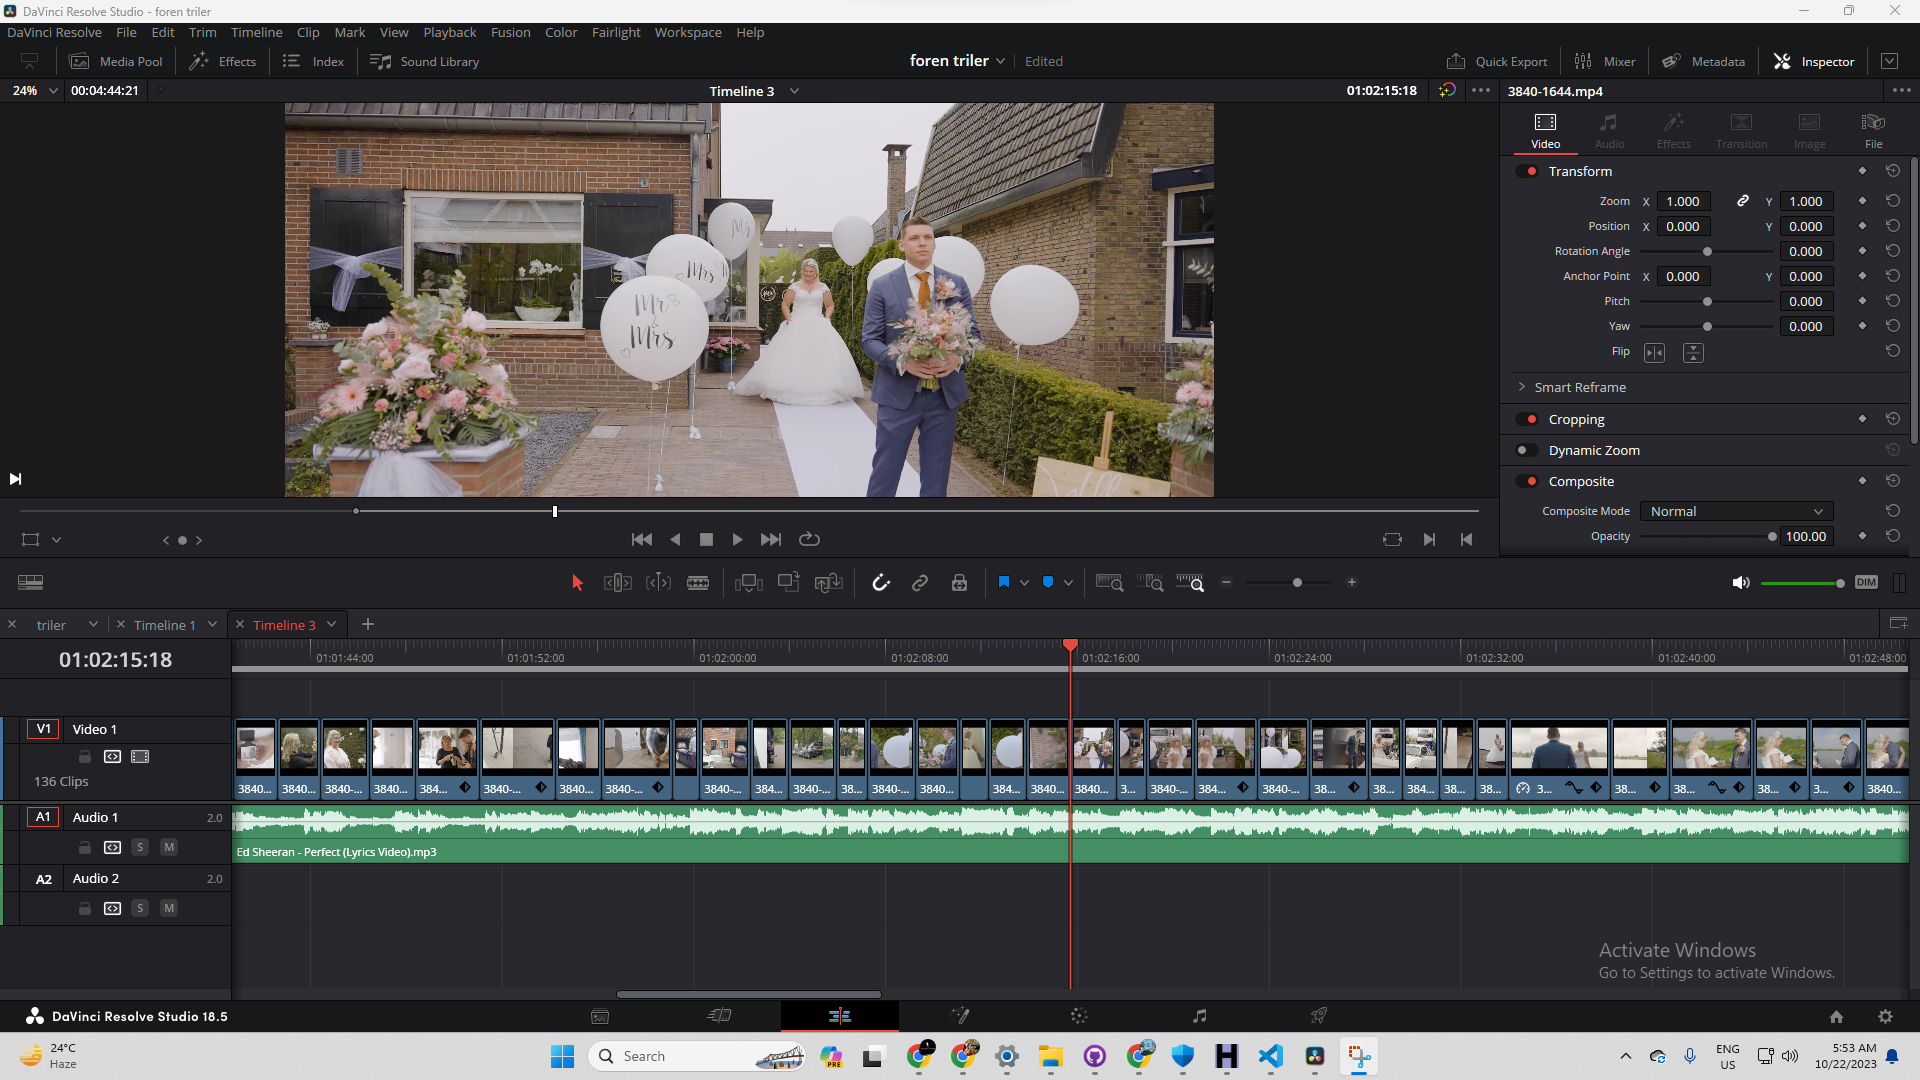 DaVinci Resolve Studio - foren triler
DaVinci Resolve File Edit Trim Timeline Clip Mark View Playback Fusion Color Fairlight Workspace Help
Media Pool Effects Index Sound Library foren triler Edited Quick Export Mixer Metadata Inspector
24% 00:04:44:21 Timeline 3 01:02:15:18 3840-1644.mp4
Video Audio Effects Transition Image File
Transform
Zoom X 1.000 Y 1.000
Position X 0.000 Y 0.000
Rotation Angle 0.000
Anchor Point X 0.000 Y 0.000
Pitch 0.000
Yaw 0.000
Flip
Smart Reframe
Cropping
Dynamic Zoom
Composite
Composite Mode Normal
Opacity 100.00
Mr
Mrs
Mr
&
Mrs
DIM
triler Timeline 1 Timeline 3
01:02:15:18 01:01:44:00 01:01:52:00 01:02:00:00 01:02:08:00 01:02:16:00 01:02:24:00 01:02:32:00 01:02:40:00 01:02:48:00
V1 Video 1
136 Clips
3840... 3840... 3840-... 3840... 384... 3840-... 3840... 3840-... 3840... 3840-... 384... 3840-... 38... 3840... 3840... 384... 3840... 3840... 3... 3840... 384... 3840-... 38... 38... 384... 38... 38... 3... 38... 38... 38... 3... 3840...
A1 Audio 1 2.0
S M
Ed Sheeran - Perfect (Lyrics Video).mp3
A2 Audio 2 2.0
S M
Activate Windows
Go to Settings to activate Windows.
DaVinci Resolve Studio 18.5
24°C
Haze
Search
PRE
ENG
US
5:53 AM
10/22/2023